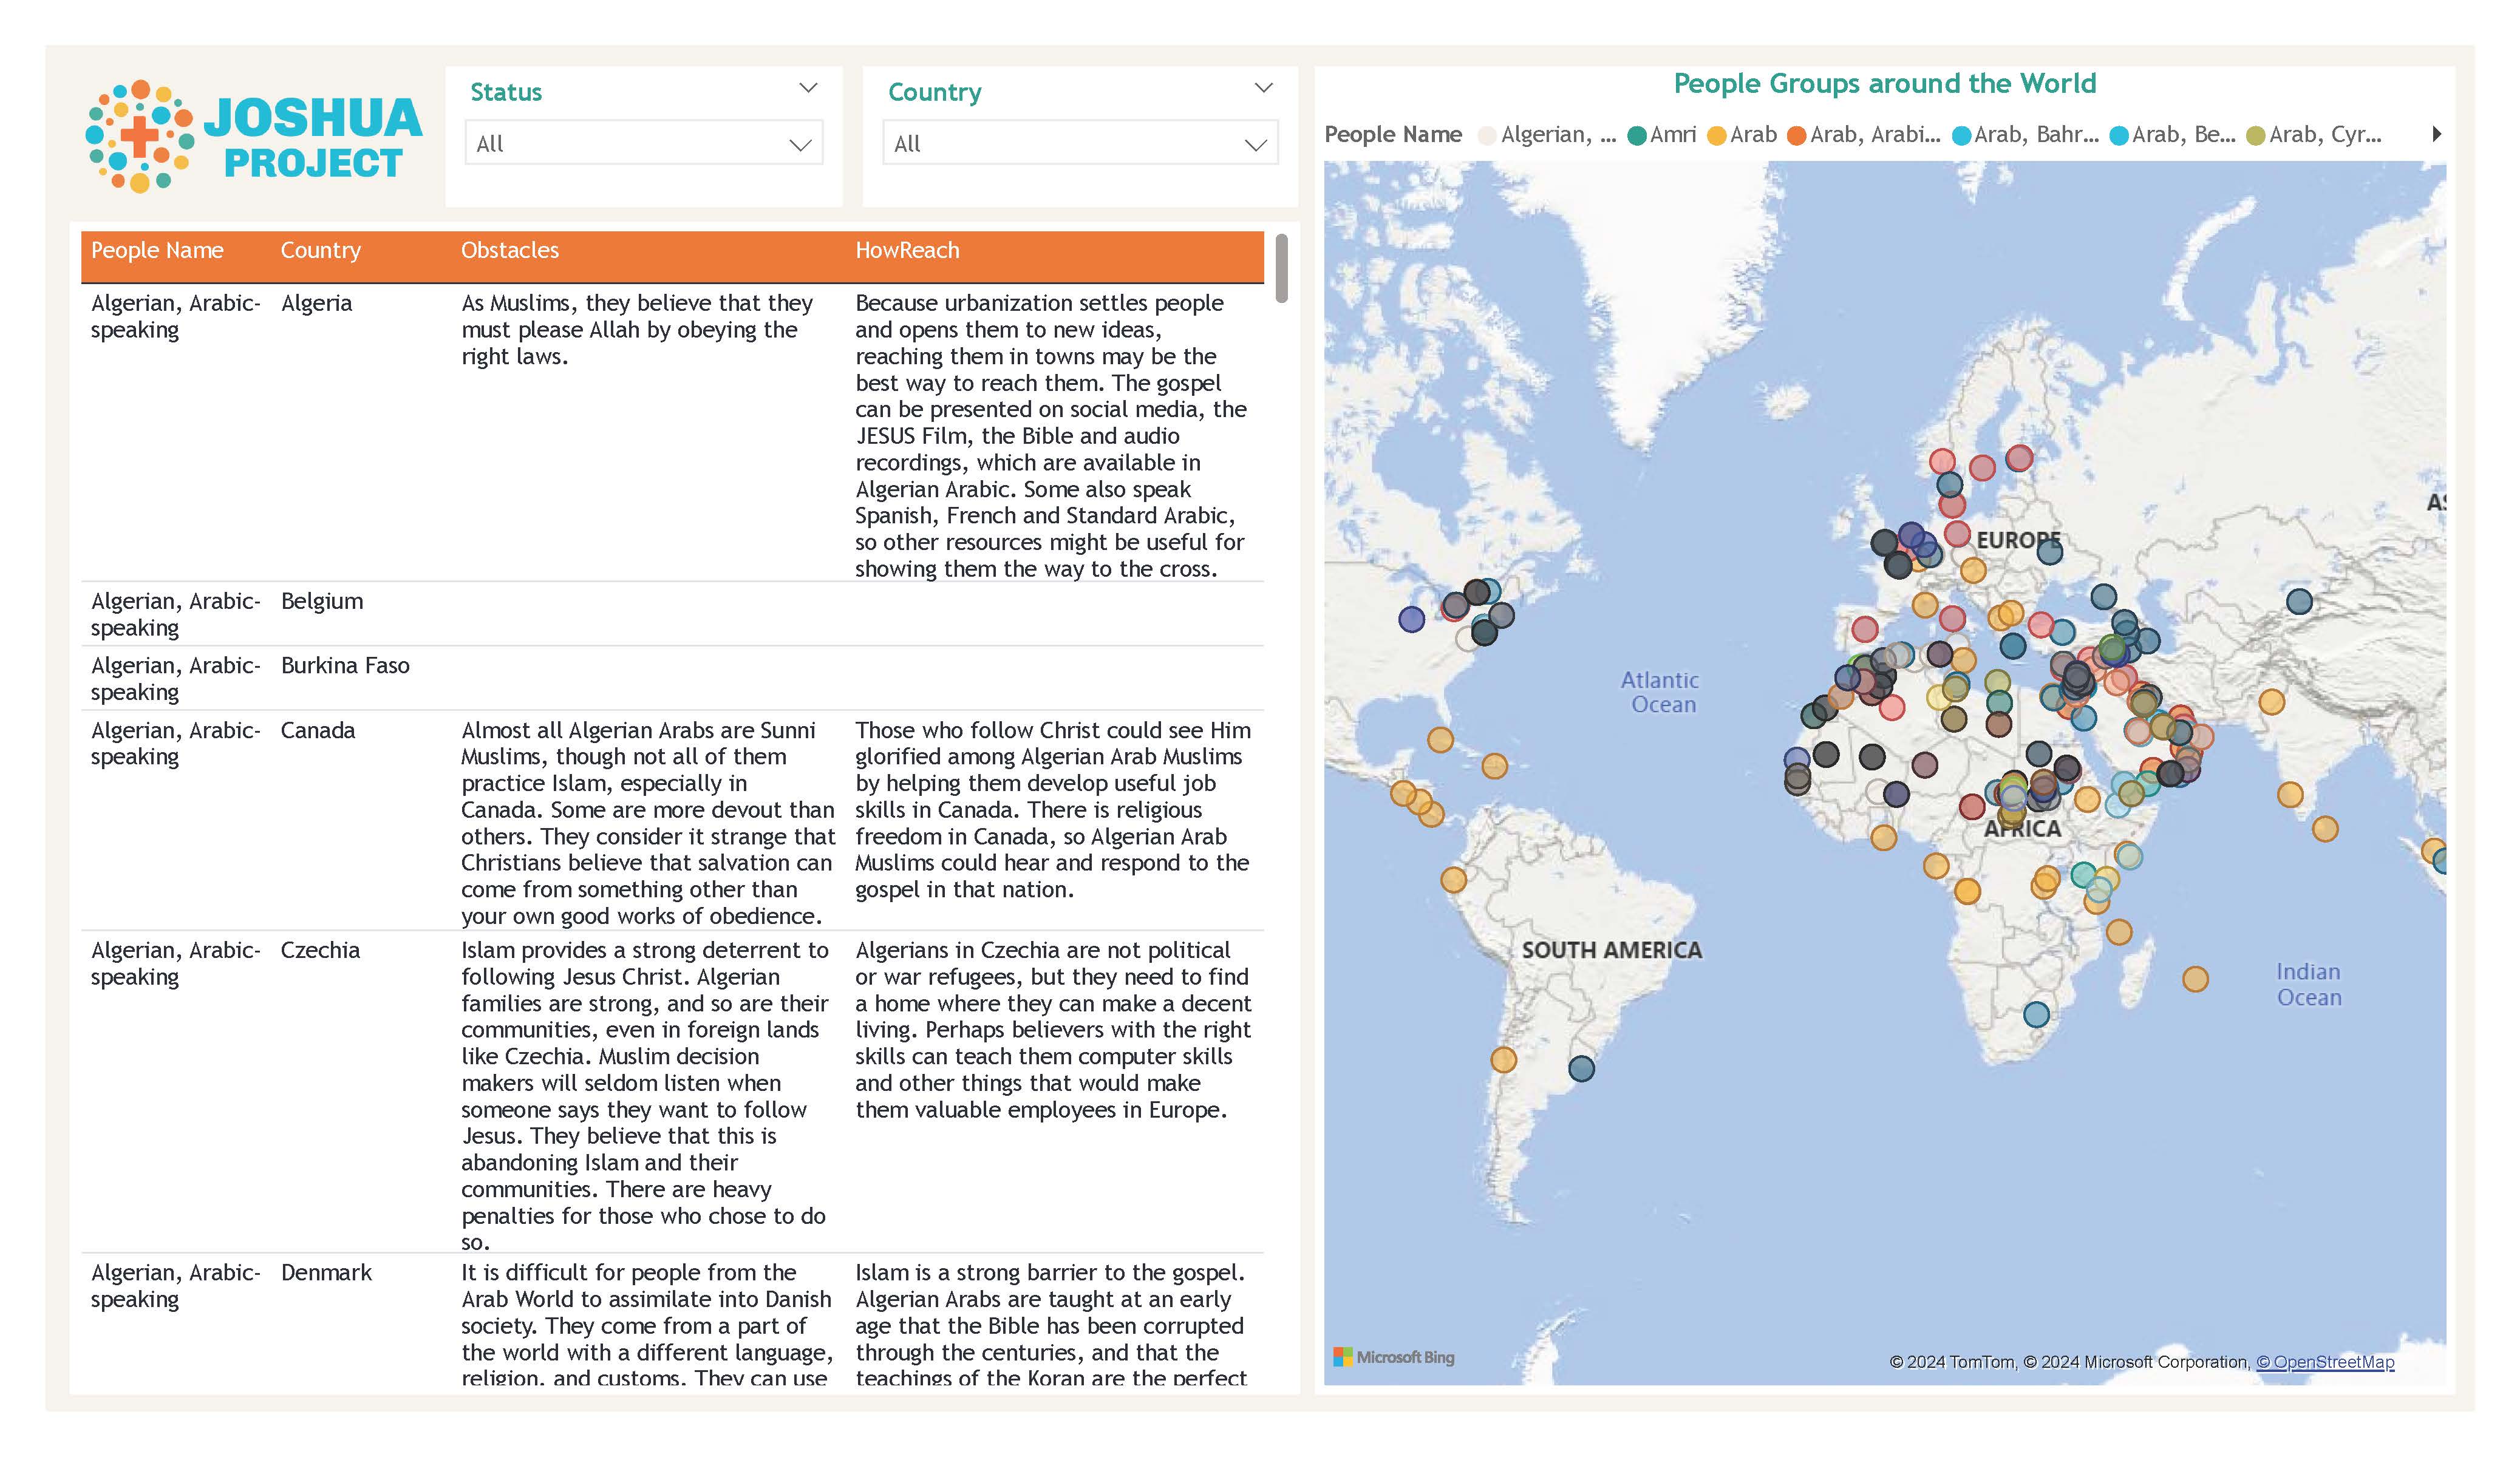 JOSHUA
PROJECT
Status
All
Country
All
People Name Country Obstacles HowReach
Algerian, Arabic-
speaking
Algeria
As Muslims, they believe that they
must please Allah by obeying the
right laws.
Because urbanization settles people
and opens them to new ideas,
reaching them in towns may be the
best way to reach them. The gospel
can be presented on social media, the
JESUS Film, the Bible and audio
recordings, which are available in
Algerian Arabic. Some also speak
Spanish, French and Standard Arabic,
so other resources might be useful for
showing them the way to the cross.
Algerian, Arabic-
speaking
Belgium
Algerian, Arabic-
speaking
Burkina Faso
Algerian, Arabic-
speaking
Canada
Almost all Algerian Arabs are Sunni
Muslims, though not all of them
practice Islam, especially in
Canada. Some are more devout than
others. They consider it strange that
Christians believe that salvation can
come from something other than
your own good works of obedience.
Those who follow Christ could see Him
glorified among Algerian Arab Muslims
by helping them develop useful job
skills in Canada. There is religious
freedom in Canada, so Algerian Arab
Muslims could hear and respond to the
gospel in that nation.
Algerian, Arabic-
speaking
Czechia
Islam provides a strong deterrent to
following Jesus Christ. Algerian
families are strong, and so are their
communities, even in foreign lands
like Czechia. Muslim decision
makers will seldom listen when
someone says they want to follow
Jesus. They believe that this is
abandoning Islam and their
communities. There are heavy
penalties for those who chose to do
so.
Algerians in Czechia are not political
or war refugees, but they need to find
a home where they can make a decent
living. Perhaps believers with the right
skills can teach them computer skills
and other things that would make
them valuable employees in Europe.
Algerian, Arabic-
speaking
Denmark
It is difficult for people from the
Arab World to assimilate into Danish
society. They come from a part of
the world with a different language,
religion, and customs. They can use
Islam is a strong barrier to the gospel.
Algerian Arabs are taught at an early
age that the Bible has been corrupted
through the centuries, and that the
teachings of the Koran are the perfect
People Groups around the World
People Name Algerian, ... Amri Arab Arab, Arabi... Arab, Bahr... Arab, Be... Arab, Cyr...
AS
EUROPE
Atlantic
Ocean
AFRICA
SOUTH AMERICA
Indian
Ocean
Microsoft Bing
© 2024 TomTom, © 2024 Microsoft Corporation, © OpenStreetMap